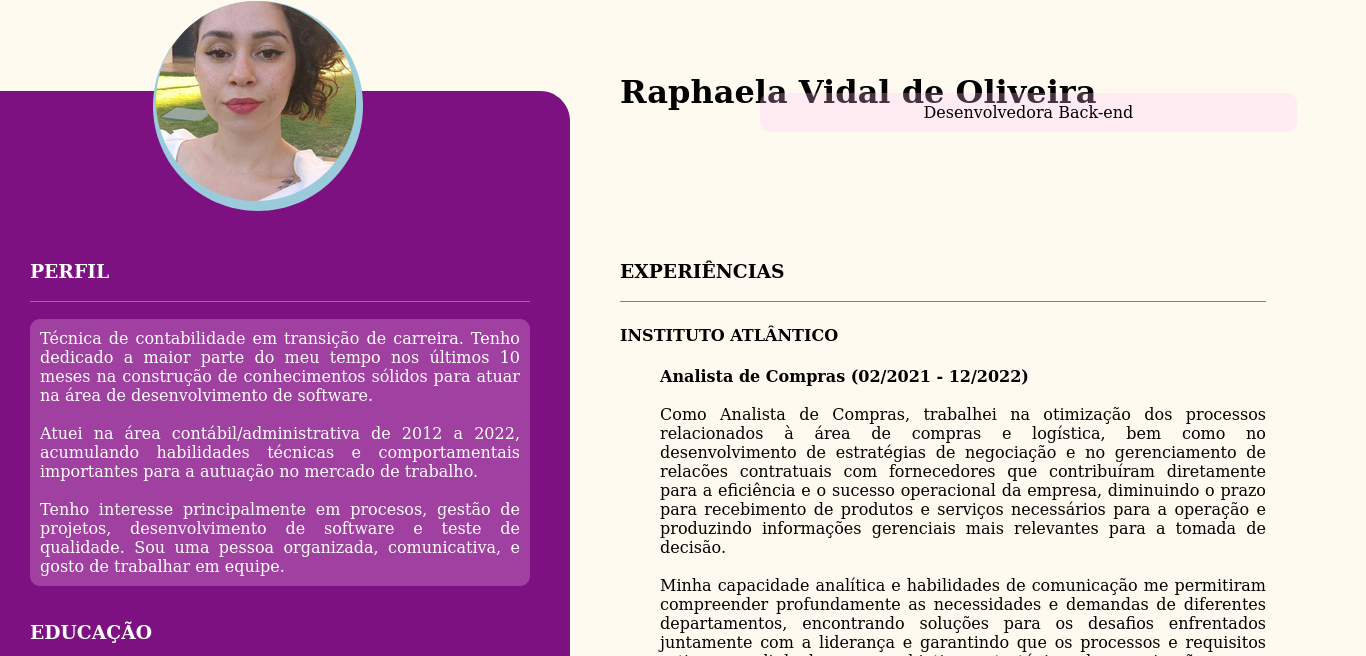 Raphaela Vidal de Oliveira
Desenvolvedora Back-end
PERFIL
Técnica de contabilidade em transição de carreira. Tenho
dedicado a maior parte do meu tempo nos últimos 10
meses na construção de conhecimentos sólidos para atuar
na área de desenvolvimento de software.
Atuei na área contábil/administrativa de 2012 a 2022,
acumulando habilidades técnicas e comportamentais
importantes para a autuação no mercado de trabalho.
Tenho interesse principalmente em procesos, gestão de
projetos, desenvolvimento de software e teste de
qualidade. Sou uma pessoa organizada, comunicativa, e
gosto de trabalhar em equipe.
EDUCAÇÃO
EXPERIÊNCIAS
INSTITUTO ATLÂNTICO
Analista de Compras (02/2021 - 12/2022)
Como Analista de Compras, trabalhei na otimização dos processos
relacionados à área de compras e logística, bem como no
desenvolvimento de estratégias de negociação e no gerenciamento de
relacões contratuais com fornecedores que contribuíram diretamente
para a eficiência e o sucesso operacional da empresa, diminuindo o prazo
para recebimento de produtos e serviços necessários para a operação e
produzindo informações gerenciais mais relevantes para a tomada de
decisão.
Minha capacidade analítica e habilidades de comunicação me permitiram
compreender profundamente as necessidades e demandas de diferentes
departamentos, encontrando soluções para os desafios enfrentados
juntamente com a liderança e garantindo que os processos e requisitos